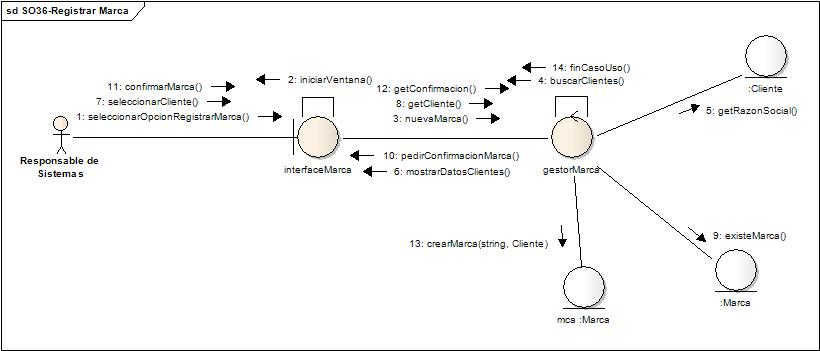 sd SO36-Registrar Marca
14: finCasoUso()
11: confirmarMarca()
2: iniciarVentana()
12: getConfirmacion()
4: buscarClientes()
:Cliente
7: seleccionarCliente()
8: getCliente()
5: getRazonSocial()
1: seleccionarOpcionRegistrarMarca()
3: nuevaMarca()
Responsable de
Sistemas
interfaceMarca
10: pedirConfirmacionMarca()
6: mostrarDatosClientes()
gestorMarca
9: existeMarca()
13: crearMarca(string, Cliente)
:Marca
mca :Marca